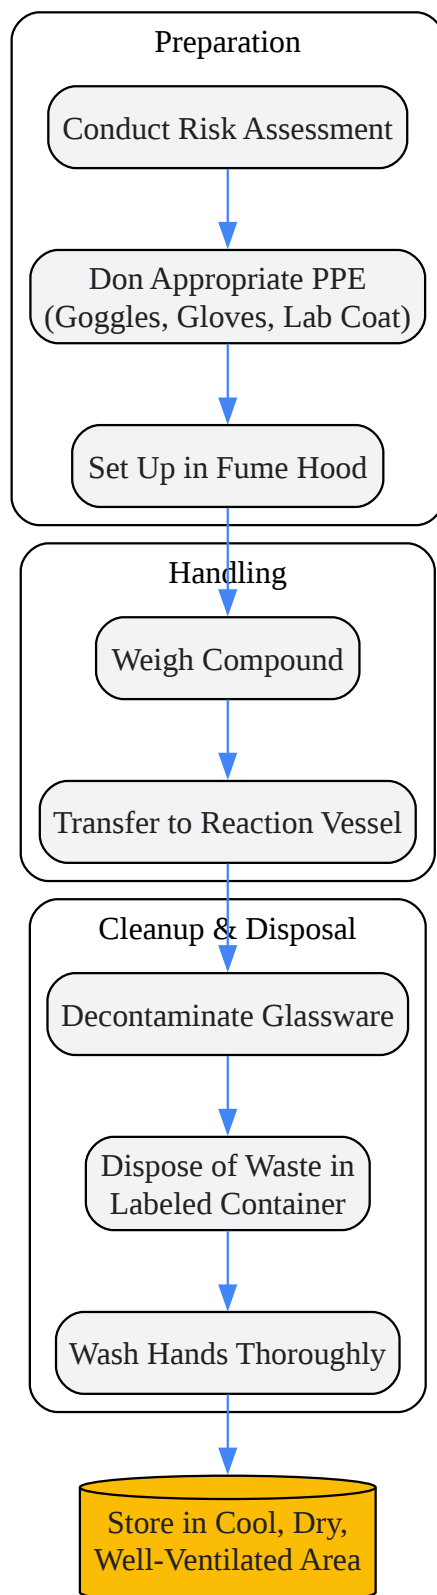 Preparation
Conduct Risk Assessment
Don Appropriate PPE
(Goggles, Gloves, Lab Coat)
Set Up in Fume Hood
Handling
Weigh Compound
Transfer to Reaction Vessel
Cleanup & Disposal
Decontaminate Glassware
Dispose of Waste in
Labeled Container
Wash Hands Thoroughly
Store in Cool, Dry,
Well-Ventilated Area